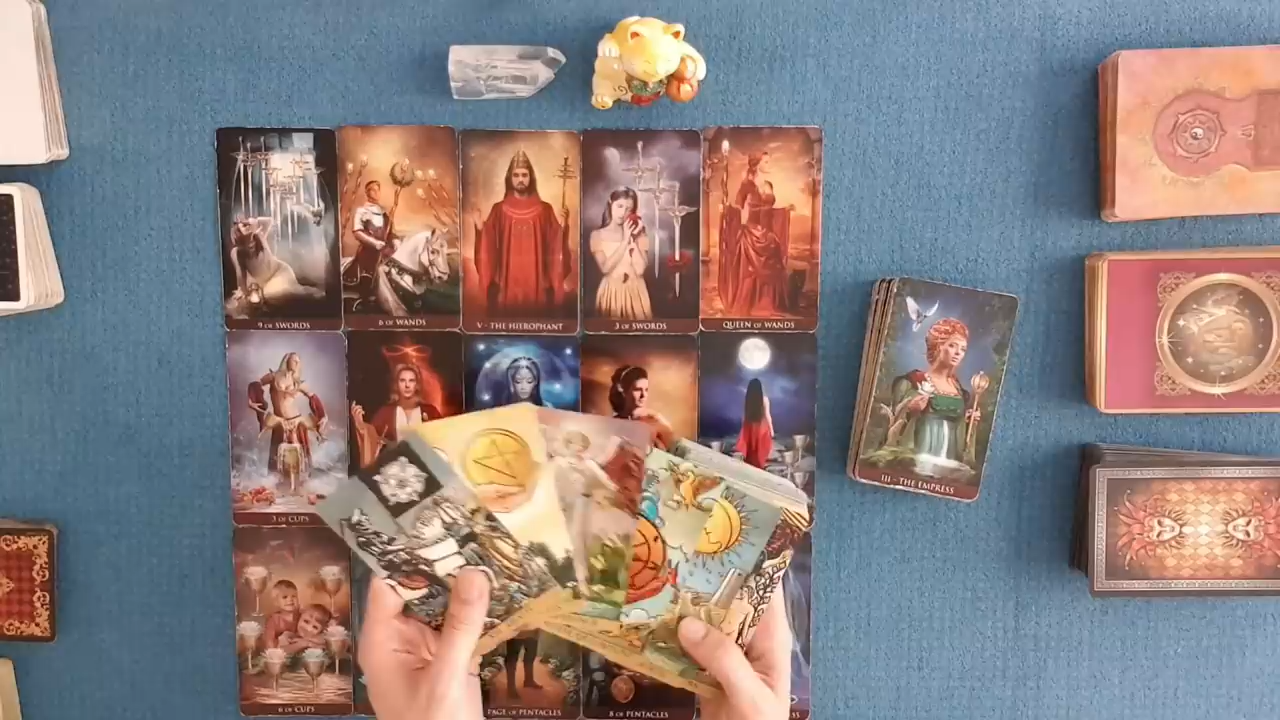 9 OF SWORDS
6 OF WANDS
V - THE HIEROPHANT
3 OF SWORDS
QUEEN OF WANDS
III - THE EMPRESS
3 OF CUPS
6 OF CUPS
PAGE OF PENTACLES
8 OF PENTACLES